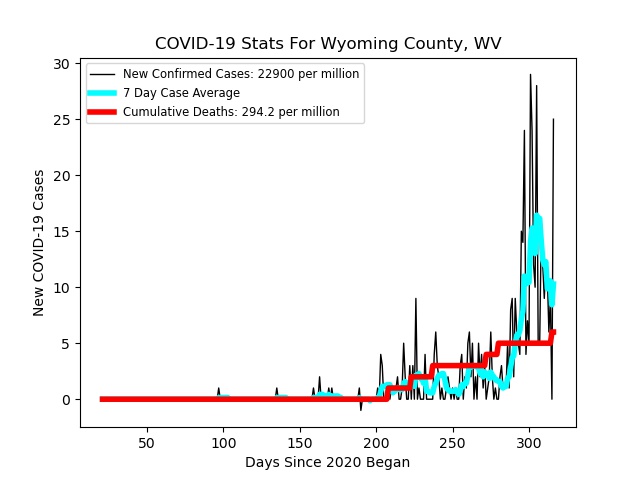 COVID-19 Stats For Wyoming County, WV
New Confirmed Cases: 22900 per million
7 Day Case Average
Cumulative Deaths: 294.2 per million
New COVID-19 Cases
30
25
20
15
10
5
0
50 100 150 200 250 300
Days Since 2020 Began